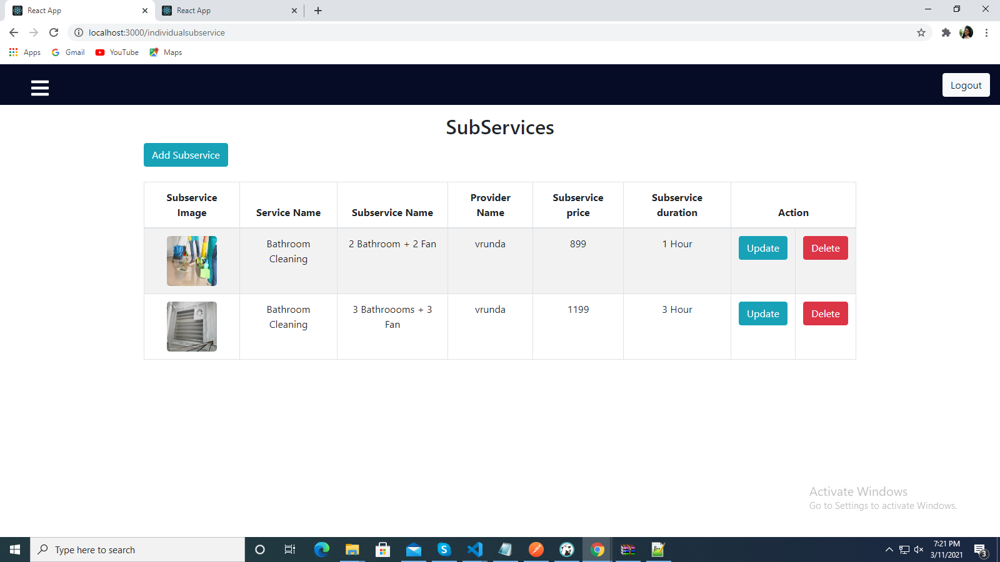 React App
React App
localhost:3000/individualsubservice
Apps
Gmail
YouTube
Maps
Logout
SubServices
Add Subservice
Subservice Image
Service Name
Subservice Name
Provider Name
Subservice price
Subservice duration
Action
Bathroom Cleaning
2 Bathroom + 2 Fan
vrunda
899
1 Hour
Update
Delete
Bathroom Cleaning
3 Bathroooms + 3 Fan
vrunda
1199
3 Hour
Update
Delete
Activate Windows
Go to Settings to activate Windows.
Type here to search
7:21 PM
3/11/2021
3